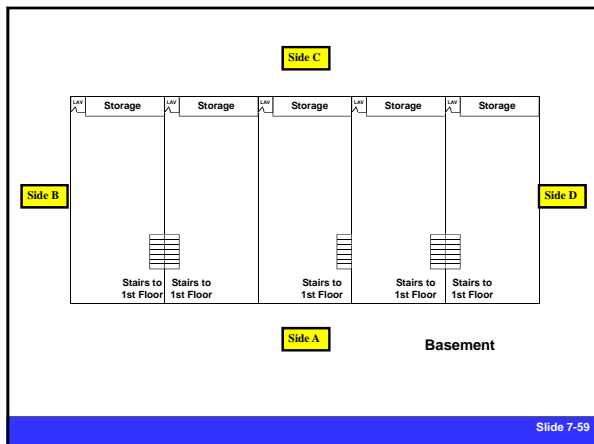 Side C
LAV Storage LAV Storage LAV Storage LAV Storage LAV Storage
Side B
Side D
Stairs to Stairs to Stairs to Stairs to Stairs to
1st Floor 1st Floor 1st Floor 1st Floor 1st Floor
Side A
Basement
Slide 7-59